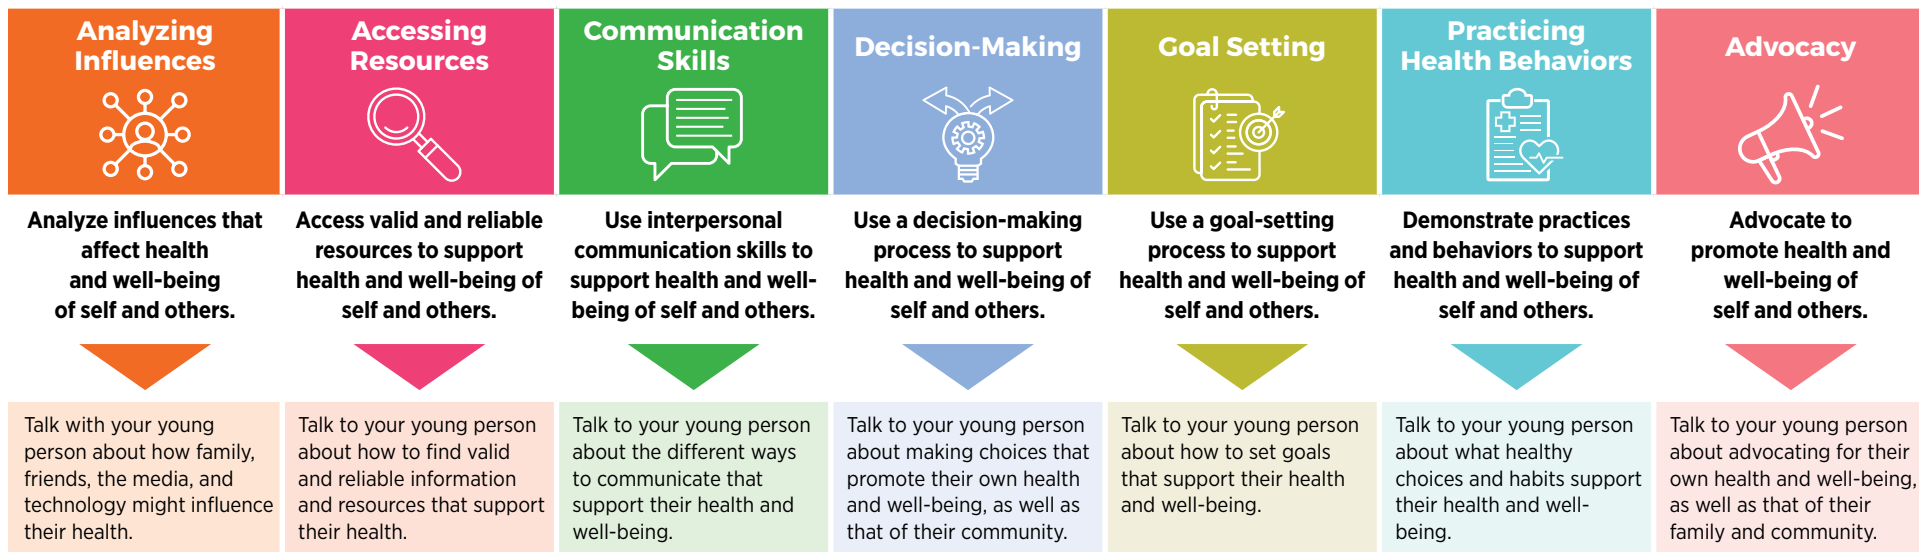 Analyzing
Influences
Analyze influences that
affect health
and well-being
of self and others.
Talk with your young
person about how family,
friends, the media, and
technology might influence
their health.
Accessing
Resources
Access valid and reliable
resources to support
health and well-being of
self and others.
Talk to your young person
about how to find valid
and reliable information
and resources that support
their health.
Communication
Skills
Use interpersonal
communication skills to
support health and well-
being of self and others.
Talk to your young person
about the different ways
to communicate that
support their health and
well-being.
Decision-Making
Use a decision-making
process to support
health and well-being of
self and others.
Talk to your young person
about making choices that
promote their own health
and well-being, as well as
that of their community.
Goal Setting
Use a goal-setting
process to support
health and well-being of
self and others.
Talk to your young person
about how to set goals
that support their health
and well-being.
Practicing
Health Behaviors
Demonstrate practices
and behaviors to support
health and well-being of
self and others.
Talk to your young person
about what healthy
choices and habits support
their health and well-
being.
Advocacy
Advocate to
promote health and
well-being of
self and others.
Talk to your young person
about advocating for their
own health and well-being,
as well as that of their
family and community.